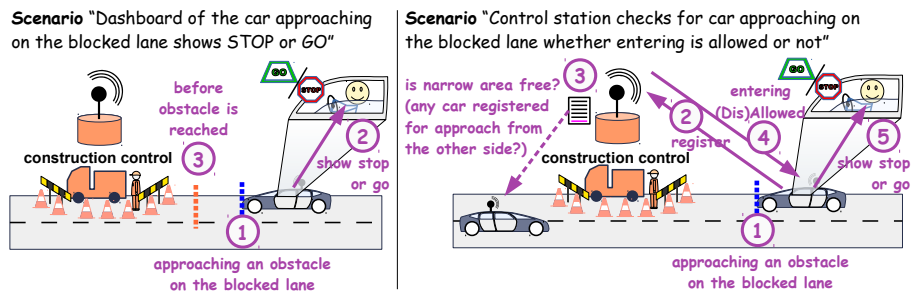 Scenario “Dashboard of the car approaching
on the blocked lane shows STOP or GO”
GO
STOP
before
obstacle is
reached
3
2
show stop
or go
construction control
1
approaching an obstacle
on the blocked lane
Scenario “Control station checks for car approaching on
the blocked lane whether entering is allowed or not”
GO
STOP
is narrow area free?
(any car registered
for approach from
the other side?)
3
entering
(Dis)Allowed
2
register
4
5
show stop
or go
construction control
1
approaching an obstacle
on the blocked lane